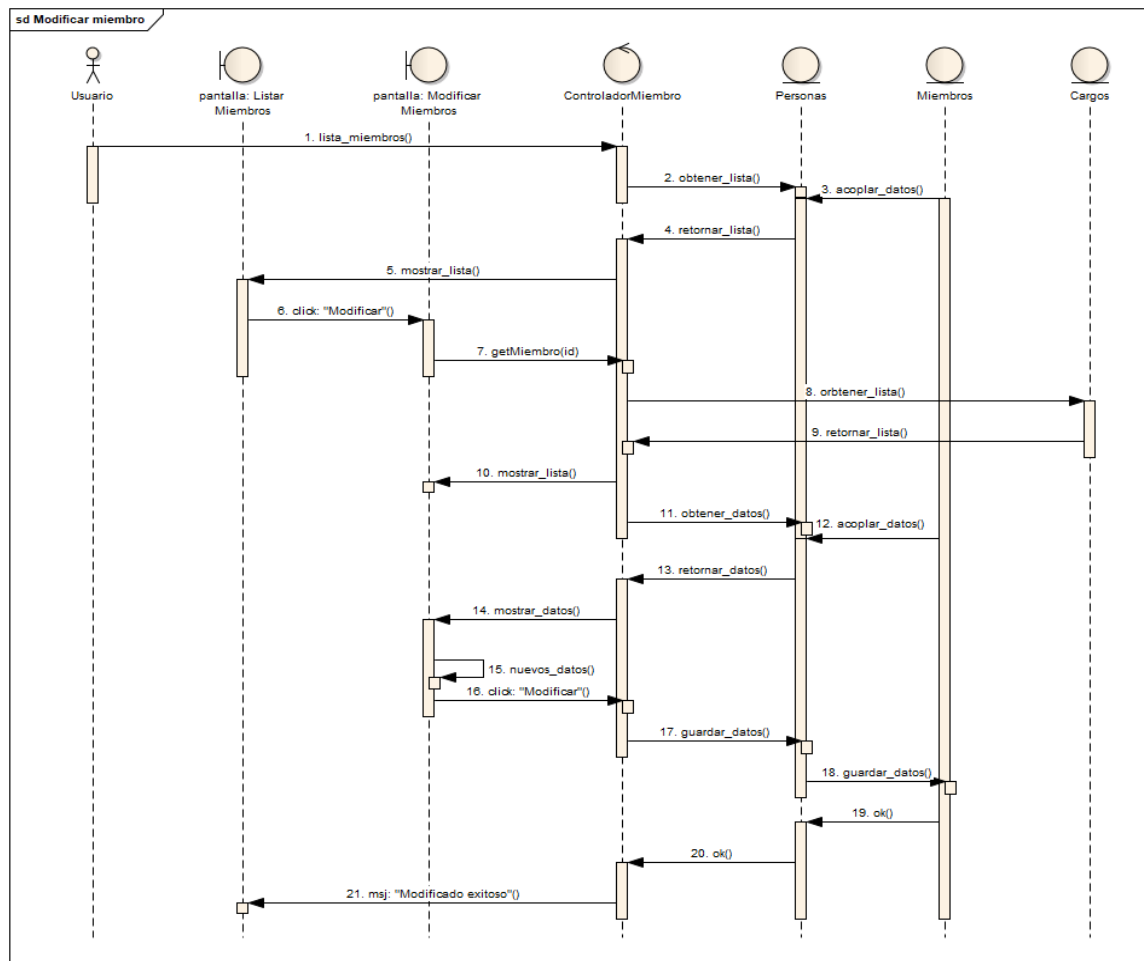 sd Modificar miembro
Usuario
pantalla: Listar
Miembros
pantalla: Modificar
Miembros
ControladorMiembro
Personas
Miembros
Cargos
1. lista_miembros()
2. obtener_lista()
3. acoplar_datos()
4. retornar_lista()
5. mostrar_lista()
6. click: "Modificar"()
7. getMiembro(id)
8. orbtener_lista()
9. retornar_lista()
10. mostrar_lista()
11. obtener_datos()
12. acoplar_datos()
13. retornar_datos()
14. mostrar_datos()
15. nuevos_datos()
16. click: "Modificar"()
17. guardar_datos()
18. guardar_datos()
19. ok()
20. ok()
21. msj: "Modificado exitoso"()